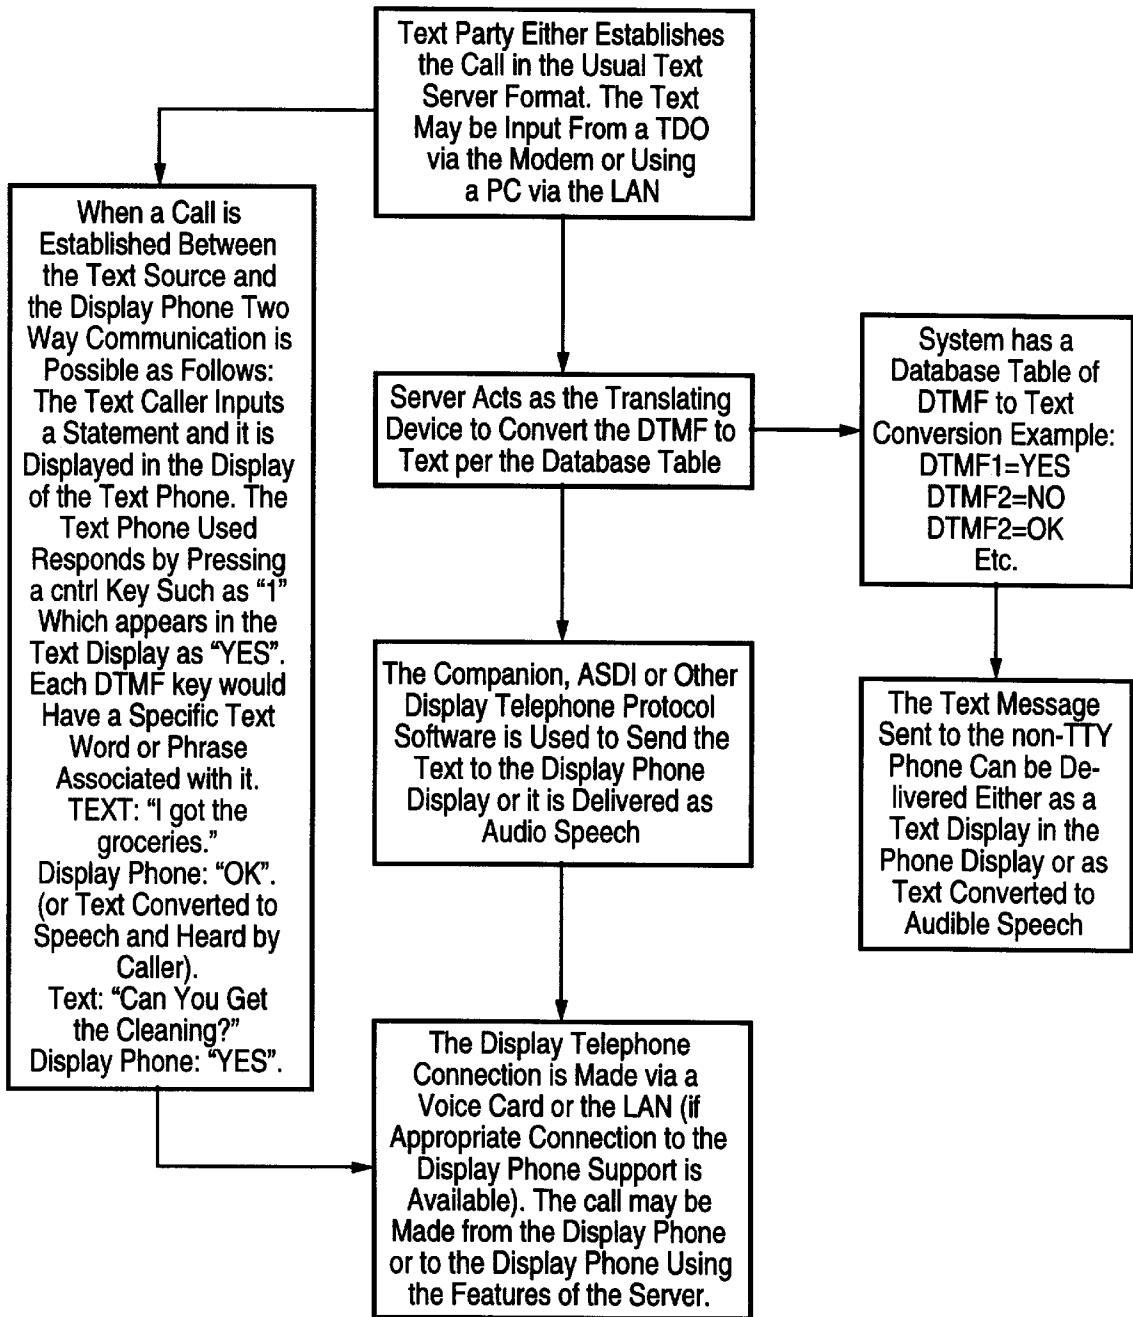 Text Party Either Establishes
the Call in the Usual Text
Server Format. The Text
May be Input From a TDO
via the Modem or Using
a PC via the LAN
When a Call is
Established Between
the Text Source and
the Display Phone Two
Way Communication is
Possible as Follows:
The Text Caller Inputs
a Statement and it is
Displayed in the Display
of the Text Phone. The
Text Phone Used
Responds by Pressing
a cntrl Key Such as “1”
Which appears in the
Text Display as “YES”.
Each DTMF key would
Have a Specific Text
Word or Phrase
Associated with it.
TEXT: “I got the
groceries.”
Display Phone: “OK”.
(or Text Converted to
Speech and Heard by
Caller).
Text: “Can You Get
the Cleaning?”
Display Phone: “YES”.
Server Acts as the Translating
Device to Convert the DTMF to
Text per the Database Table
System has a
Database Table of
DTMF to Text
Conversion Example:
DTMF1=YES
DTMF2=NO
DTMF2=OK
Etc.
The Companion, ASDI or Other
Display Telephone Protocol
Software is Used to Send the
Text to the Display Phone
Display or it is Delivered as
Audio Speech
The Text Message
Sent to the non-TTY
Phone Can be De-
livered Either as a
Text Display in the
Phone Display or as
Text Converted to
Audible Speech
The Display Telephone
Connection is Made via a
Voice Card or the LAN (if
Appropriate Connection to the
Display Phone Support is
Available). The call may be
Made from the Display Phone
or to the Display Phone Using
the Features of the Server.